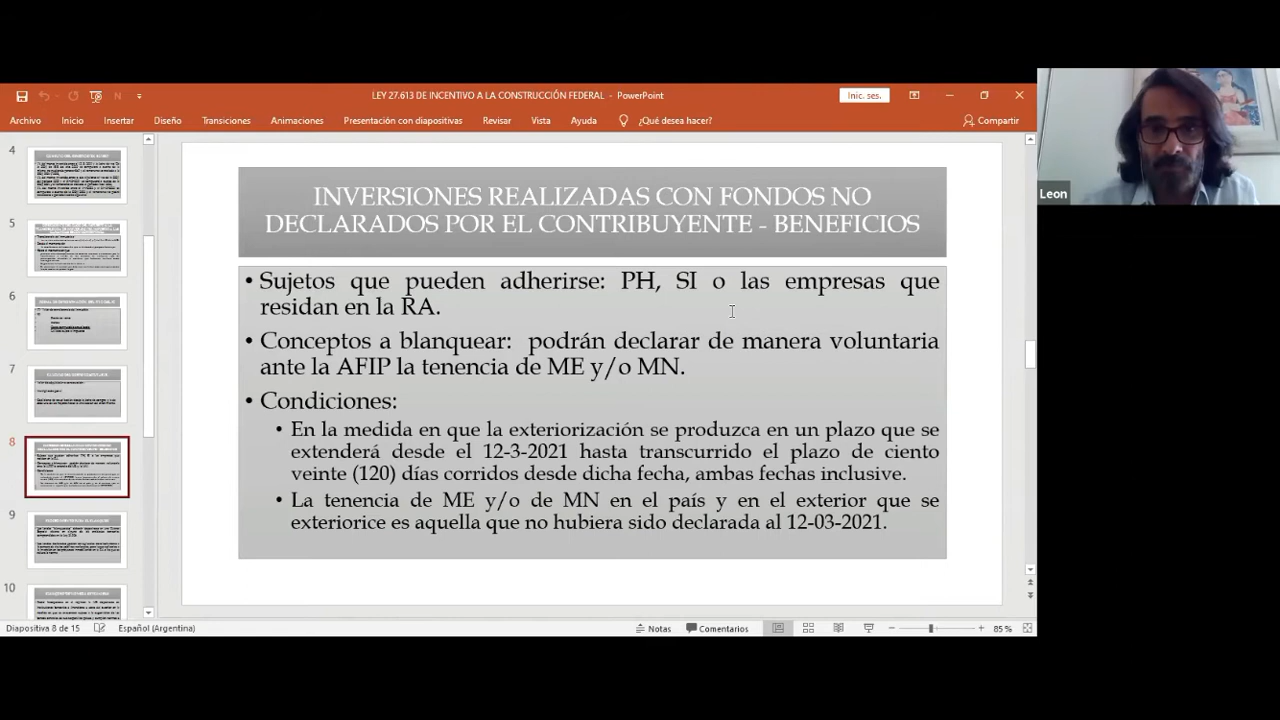 LEY 27.613 DE INCENTIVO A LA CONSTRUCCIÓN FEDERAL - PowerPoint
Inic. ses.
Archivo Inicio Insertar Diseño Transiciones Animaciones Presentación con diapositivas Revisar Vista Ayuda ¿Qué desea hacer? Compartir
4
5
6
7
8
9
10
INVERSIONES REALIZADAS CON FONDOS NO
DECLARADOS POR EL CONTRIBUYENTE - BENEFICIOS
• Sujetos que pueden adherirse: PH, SI o las empresas que
residan en la RA.
• Conceptos a blanquear: podrán declarar de manera voluntaria
ante la AFIP la tenencia de ME y/o MN.
• Condiciones:
• En la medida en que la exteriorización se produzca en un plazo que se
extenderá desde el 12-3-2021 hasta transcurrido el plazo de ciento
veinte (120) días corridos desde dicha fecha, ambas fechas inclusive.
• La tenencia de ME y/o de MN en el país y en el exterior que se
exteriorice es aquella que no hubiera sido declarada al 12-03-2021.
Leon
Diapositiva 8 de 15 Español (Argentina) Notas Comentarios 85 %